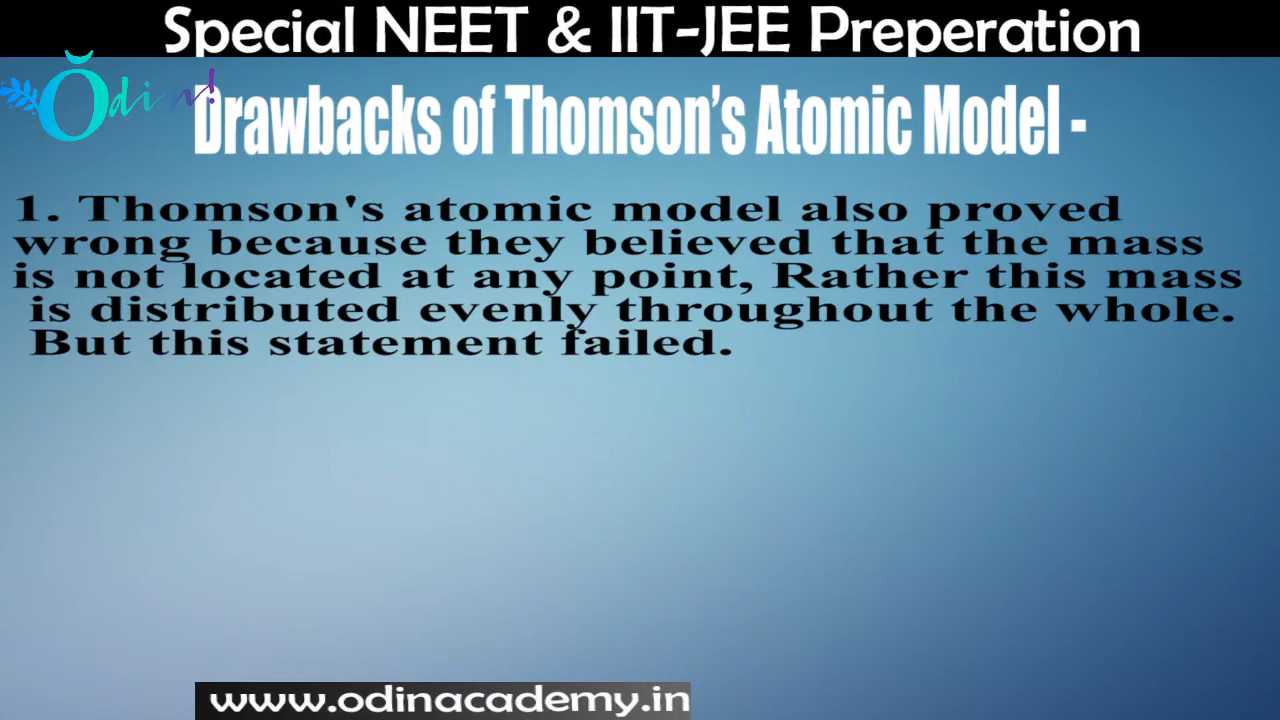 Special NEET & IIT-JEE Preperation
Odin!
Drawbacks of Thomson's Atomic Model -
1. Thomson's atomic model also proved
wrong because they believed that the mass
is not located at any point, Rather this mass
is distributed evenly throughout the whole.
But this statement failed.
www.odinacademy.in